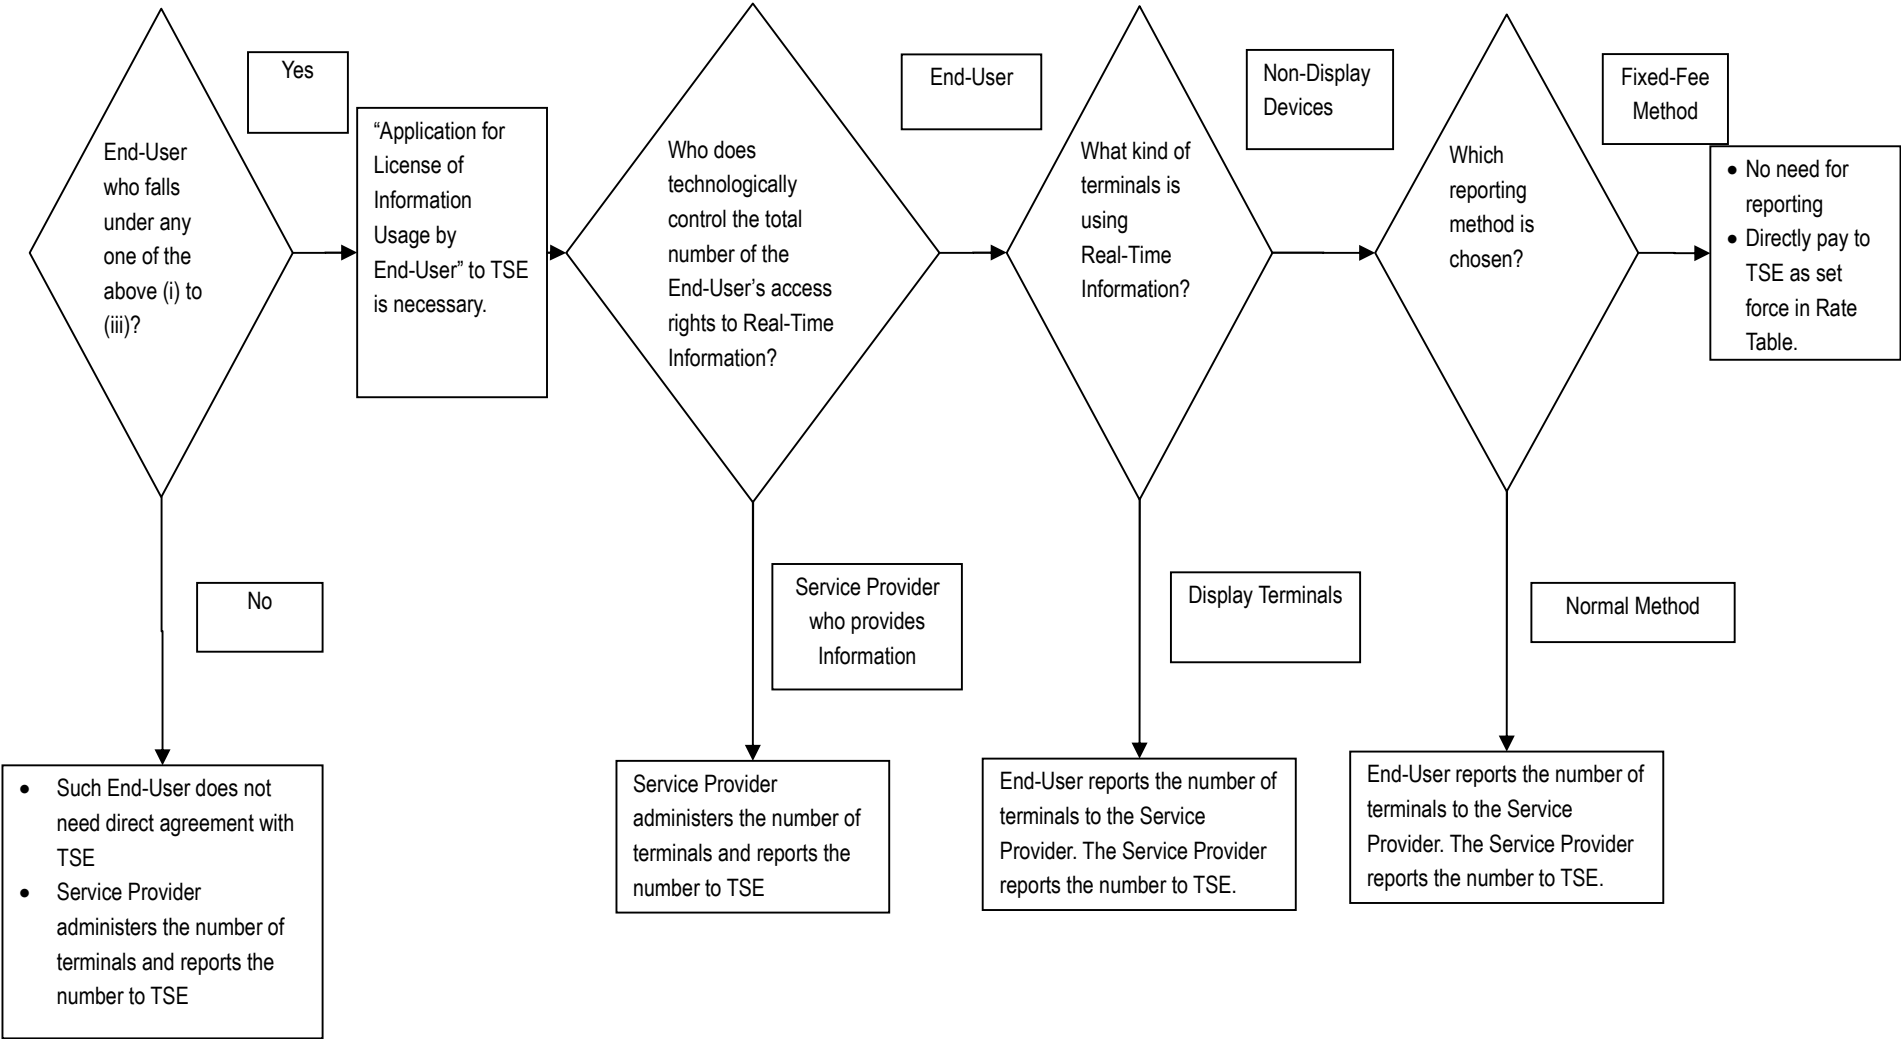 Yes
End-User
Non-Display
Devices
Fixed-Fee
Method
End-User
who falls
under any
one of the
above (i) to
(iii)?
“Application for
License of
Information
Usage by
End-User” to TSE
is necessary.
Who does
technologically
control the total
number of the
End-User’s access
rights to Real-Time
Information?
What kind of
terminals is
using
Real-Time
Information?
Which
reporting
method is
chosen?
● No need for
reporting
● Directly pay to
TSE as set
force in Rate
Table.
No
Service Provider
who provides
Information
Display Terminals
Normal Method
● Such End-User does not
need direct agreement with
TSE
● Service Provider
administers the number of
terminals and reports the
number to TSE
Service Provider
administers the number of
terminals and reports the
number to TSE
End-User reports the number of
terminals to the Service
Provider. The Service Provider
reports the number to TSE.
End-User reports the number of
terminals to the Service
Provider. The Service Provider
reports the number to TSE.